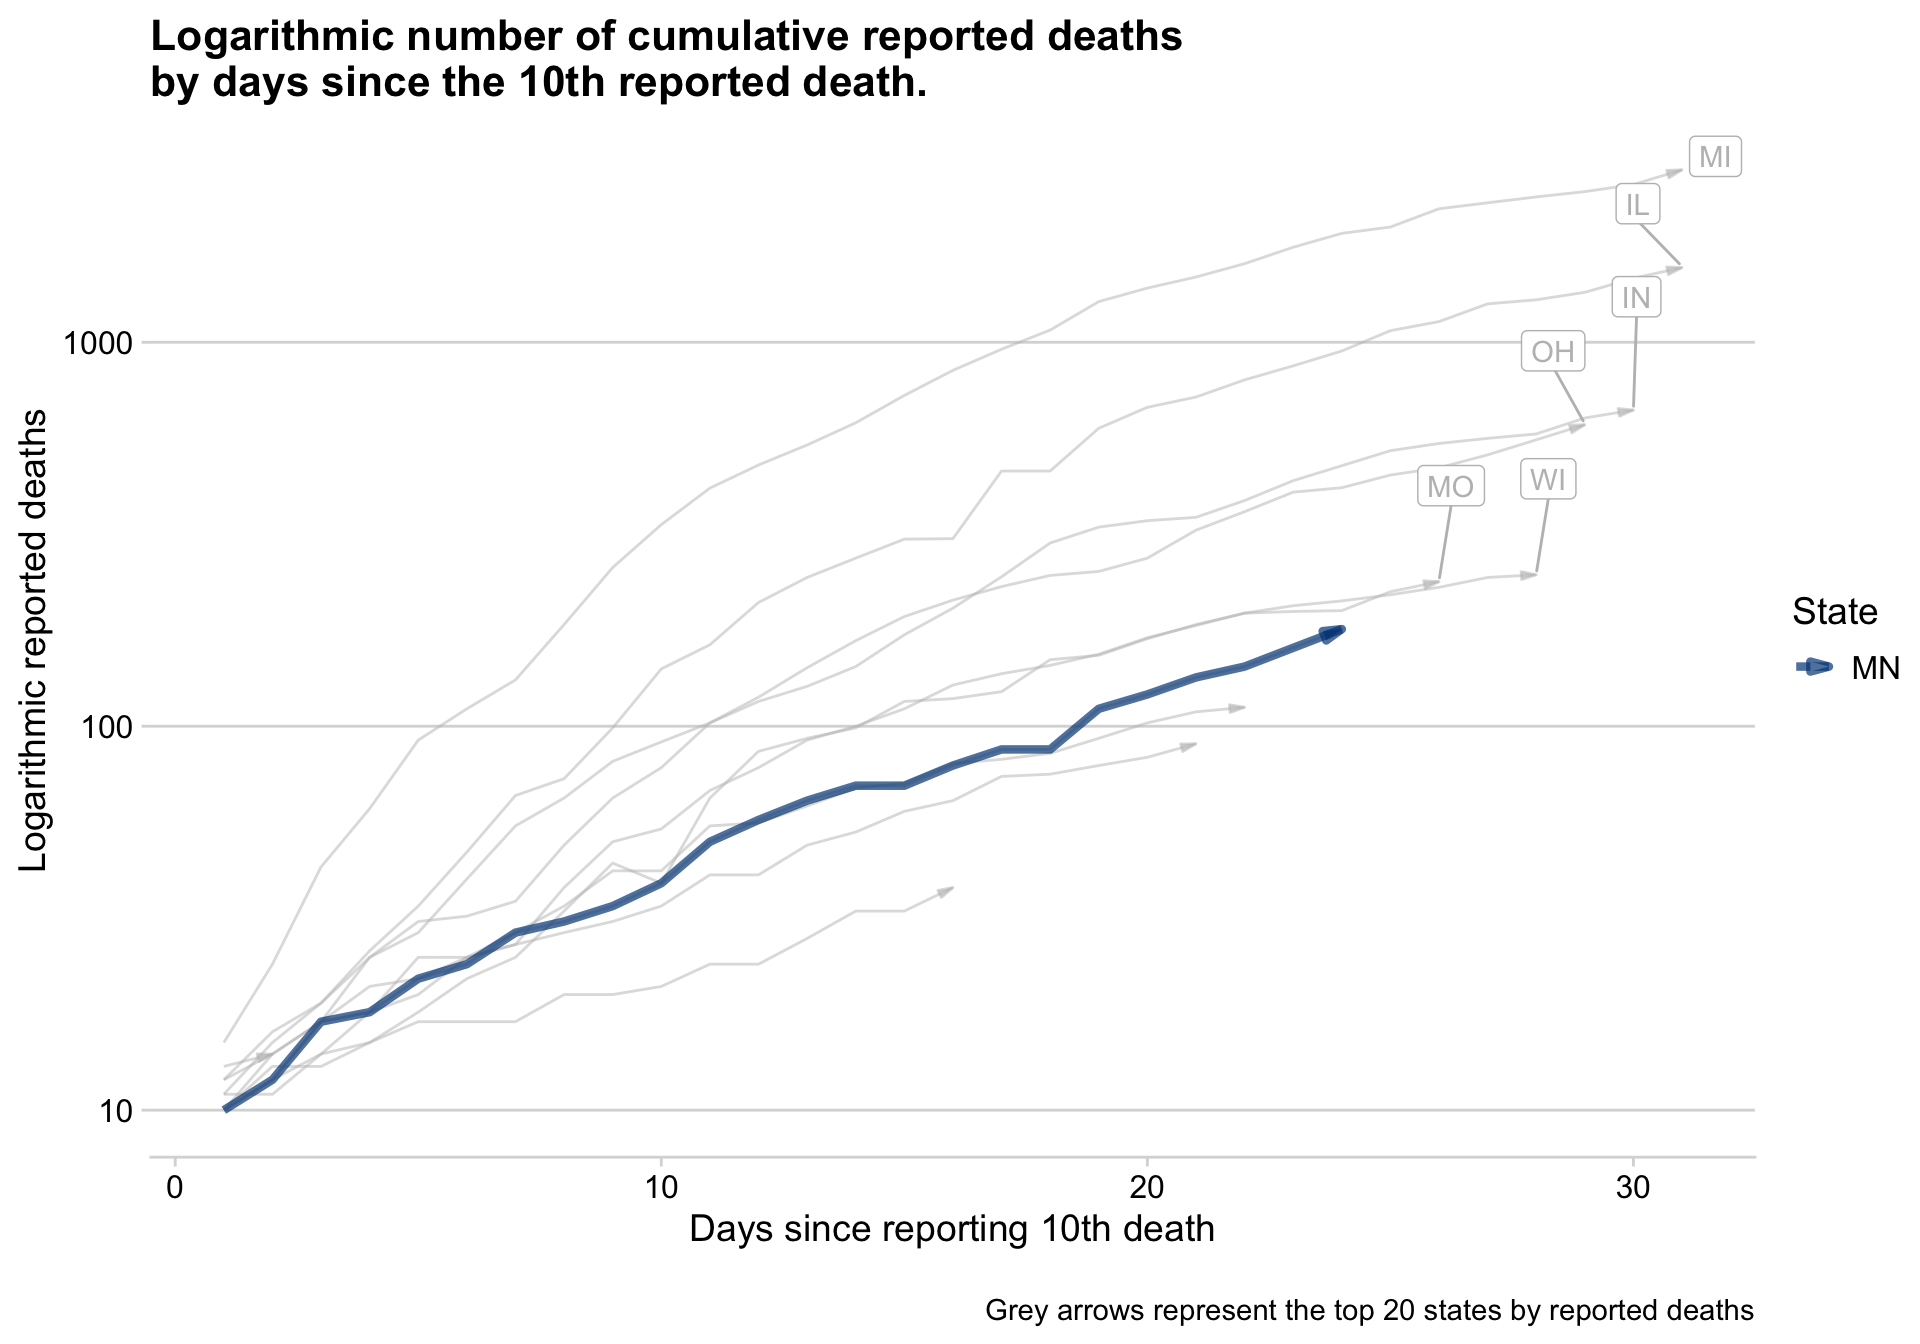 Logarithmic number of cumulative reported deaths
by days since the 10th reported death.
MI
IL
IN
OH
MO
WI
1000
100
10
Logarithmic reported deaths
State
MN
0 10 20 30
Days since reporting 10th death
Grey arrows represent the top 20 states by reported deaths